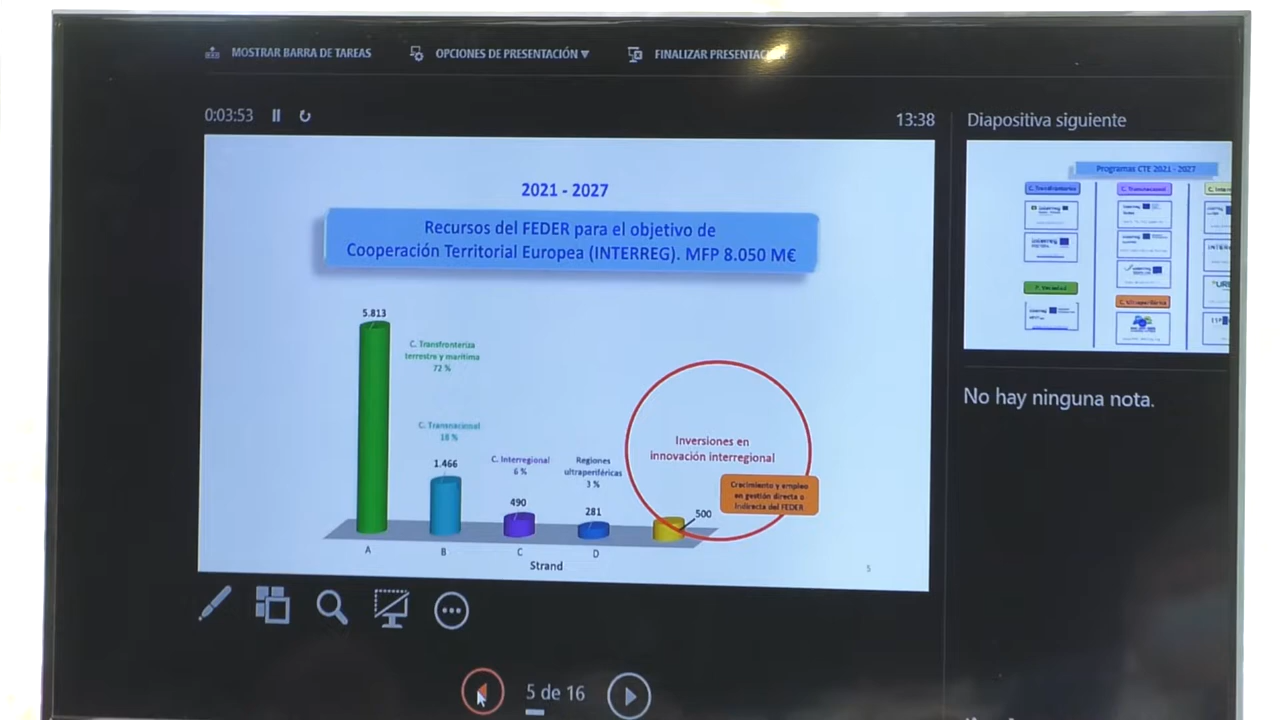 MOSTRAR BARRA DE TAREAS
OPCIONES DE PRESENTACIÓN
FINALIZAR
0:03:53
13:38
Diapositiva siguiente
2021 - 2027
Recursos del FEDER para el objetivo de
Cooperación Territorial Europea (INTERREG). MFP 8.050 M€
5.813
C. Transfronteriza
terrestre y marítima
72 %
C. Transnacional
18 %
1.466
C. Interregional
6 %
490
Regiones
ultraperiféricas
3 %
281
Inversiones en
innovación interregional
Crecimiento y empleo
en gestión directa o
indirecta del FEDER
500
A
B
C
D
Strand
5
Programas CTE 2021 - 2027
C. Transnacional
No hay ninguna nota.
5 de 16